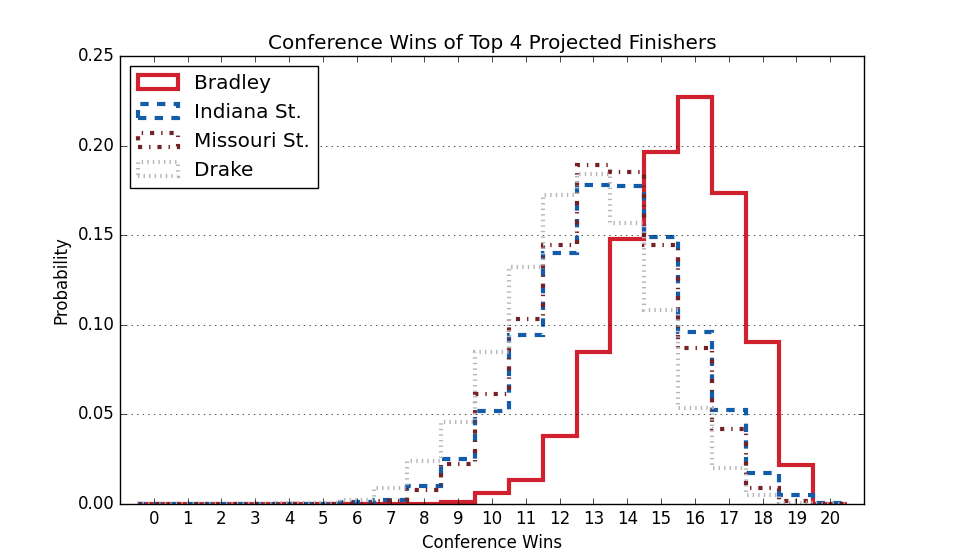 Conference Wins of Top 4 Projected Finishers
0.25
0.20
0.15
0.10
0.05
0.00
Probability
Bradley
Indiana St.
Missouri St.
Drake
0 1 2 3 4 5 6 7 8 9 10 11 12 13 14 15 16 17 18 19 20
Conference Wins